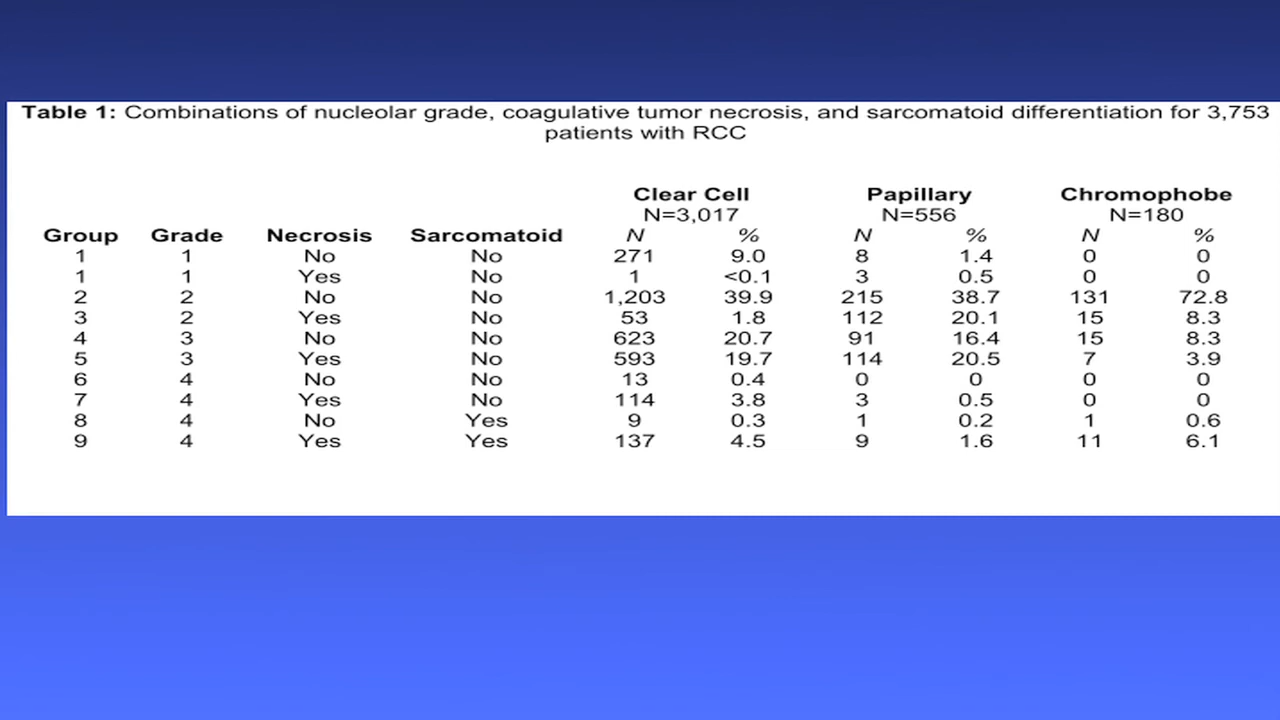 Table 1: Combinations of nucleolar grade, coagulative tumor necrosis, and sarcomatoid differentiation for 3,753
patients with RCC
Clear Cell Papillary Chromophobe
N=3,017 N=556 N=180
Group Grade Necrosis Sarcomatoid N % N % N %
1 1 No No 271 9.0 8 1.4 0 0
1 1 Yes No 1 <0.1 3 0.5 0 0
2 2 No No 1,203 39.9 215 38.7 131 72.8
3 2 Yes No 53 1.8 112 20.1 15 8.3
4 3 No No 623 20.7 91 16.4 15 8.3
5 3 Yes No 593 19.7 114 20.5 7 3.9
6 4 No No 13 0.4 0 0 0 0
7 4 Yes No 114 3.8 3 0.5 0 0
8 4 No Yes 9 0.3 1 0.2 1 0.6
9 4 Yes Yes 137 4.5 9 1.6 11 6.1